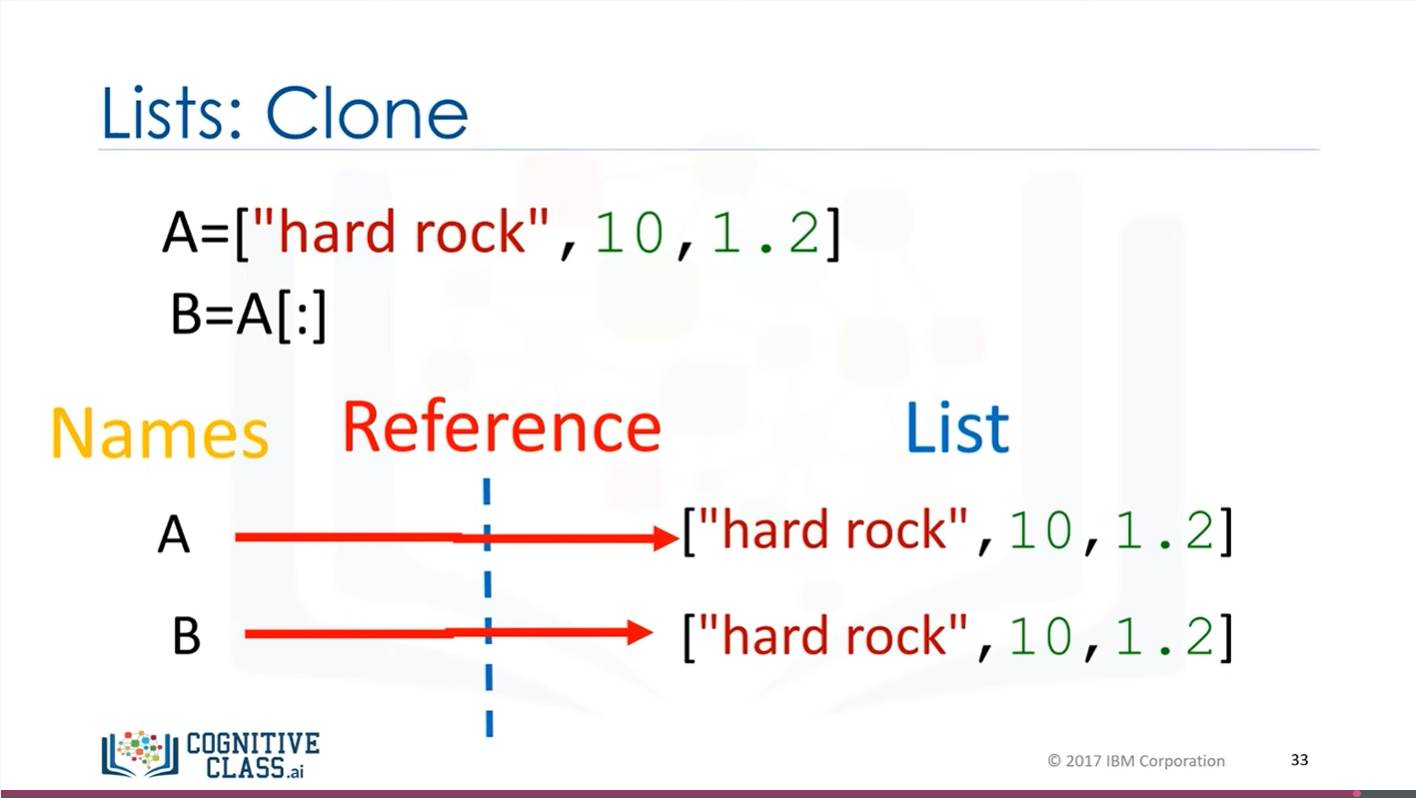 Lists: Clone
A=["hard rock",10,1.2]
B=A[:]
Names Reference List
A ["hard rock",10,1.2]
B ["hard rock",10,1.2]
COGNITIVE
CLASS.ai
© 2017 IBM Corporation 33